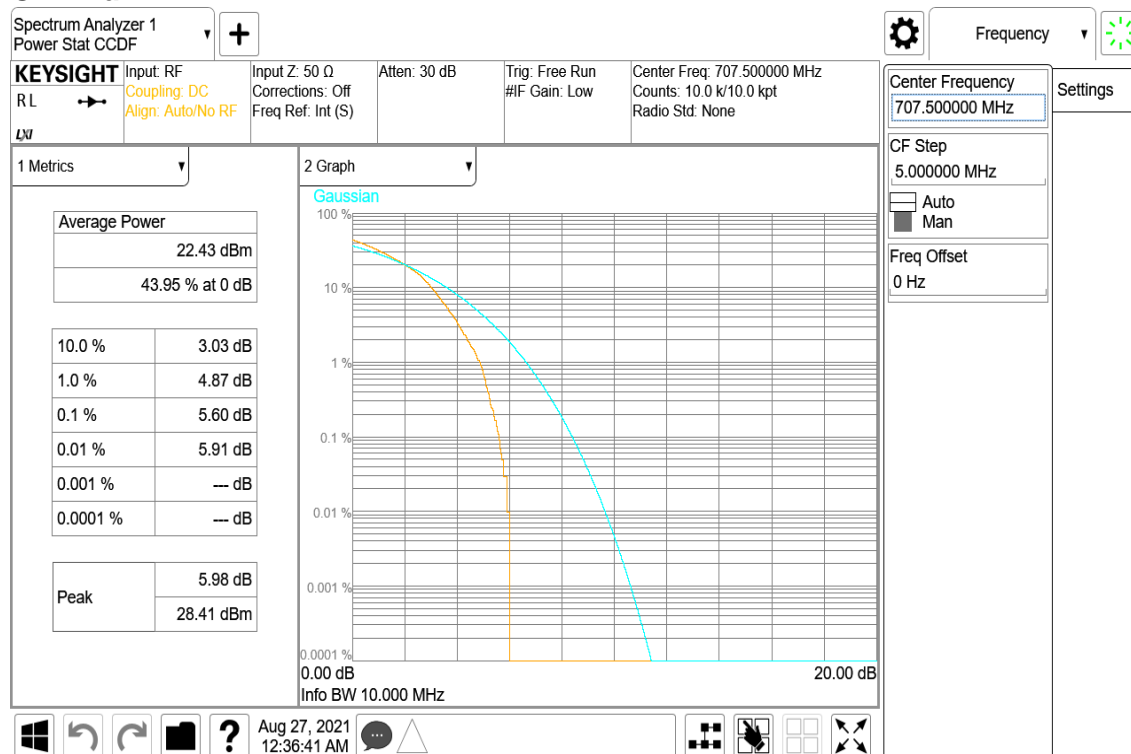 Spectrum Analyzer 1
Power Stat CCDF
Frequency
KEYSIGHT
RL
LXI
Input: RF
Coupling: DC
Align: Auto/No RF
Input Z: 50 Ω
Corrections: Off
Freq Ref: Int (S)
Atten: 30 dB
Trig: Free Run
#IF Gain: Low
Center Freq: 707.500000 MHz
Counts: 10.0 k/10.0 kpt
Radio Std: None
Center Frequency
707.500000 MHz
Settings
CF Step
5.000000 MHz
Auto
Man
Freq Offset
0 Hz
1 Metrics
Average Power
22.43 dBm
43.95 % at 0 dB
10.0 % 3.03 dB
1.0 % 4.87 dB
0.1 % 5.60 dB
0.01 % 5.91 dB
0.001 % --- dB
0.0001 % --- dB
Peak
5.98 dB
28.41 dBm
2 Graph
Gaussian
100 %
10 %
1 %
0.1 %
0.01 %
0.001 %
0.0001 %
0.00 dB 20.00 dB
Info BW 10.000 MHz
?
Aug 27, 2021
12:36:41 AM